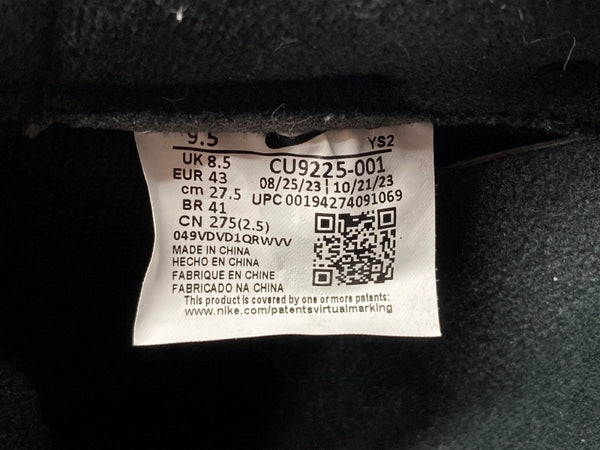 9.5 YS2
UK 8.5 CU9225-001
EUR 43 08/25/23 | 10/21/23
cm 27.5 UPC 00194274091069
BR 41
CN 275(2.5)
049VDVD1QRWVV
MADE IN CHINA
HECHO EN CHINA
FABRIQUE EN CHINE
FABRICADO NA CHINA
This product is covered by one or more patents:
www.nike.com/patentsvirtualmarking